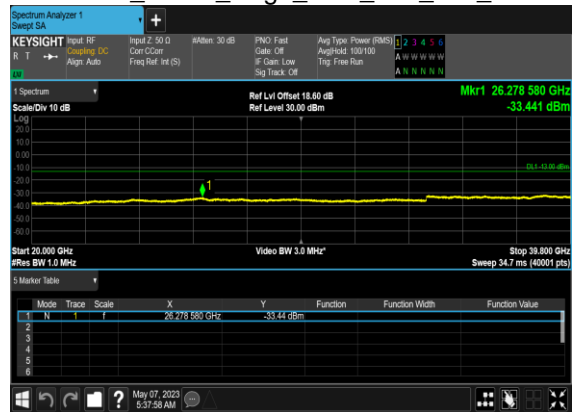 Spectrum Analyzer 1
Swept SA
KEYSIGHT Input: RF Input Z: 50 Ω #Atten: 30 dB PNO: Fast Avg Type: Power (RMS) 1 2 3 4 5 6
R T Coupling: DC Corr CCorr Gate: Off Avg|Hold: 100/100 A W W W W W
Align: Auto Freq Ref: Int (S) IF Gain: Low Trig: Free Run
LW Sig Track: Off A N N N N N
1 Spectrum Ref Lvl Offset 18.60 dB Mkr1 26.278 580 GHz
Scale/Div 10 dB Ref Level 30.00 dBm -33.441 dBm
Log
20.0
10.0
0.00
-10.0 DL1 -13.00 dBm
-20.0 1
-30.0
-40.0
-50.0
-60.0
Start 20.000 GHz Video BW 3.0 MHz* Stop 39.800 GHz
#Res BW 1.0 MHz Sweep 34.7 ms (40001 pts)
5 Marker Table
Mode Trace Scale X Y Function Function Width Function Value
1 N 1 f 26.278 580 GHz -33.44 dBm
2
3
4
5
6
? May 07, 2023
5:37:58 AM